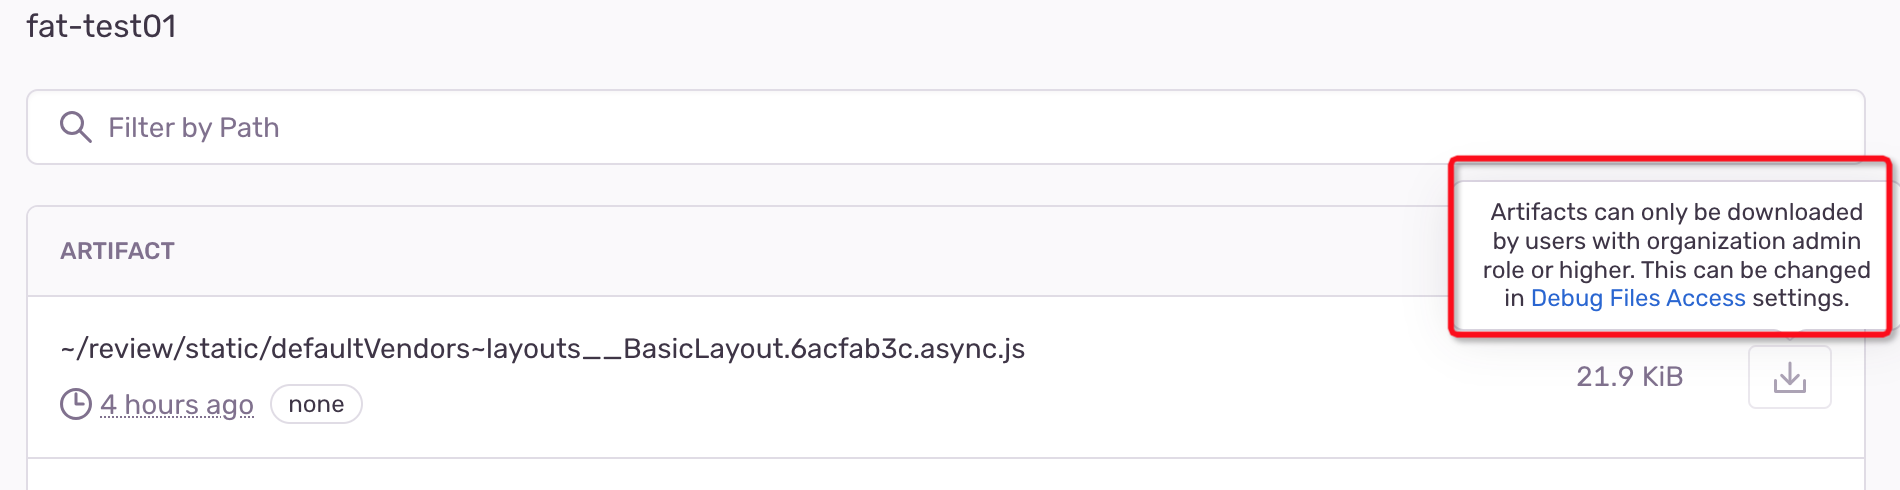 fat-test01
Filter by Path
ARTIFACT
Artifacts can only be downloaded
by users with organization admin
role or higher. This can be changed
in Debug Files Access settings.
~/review/static/defaultVendors~layouts__BasicLayout.6acfab3c.async.js
21.9 KiB
4 hours ago
none